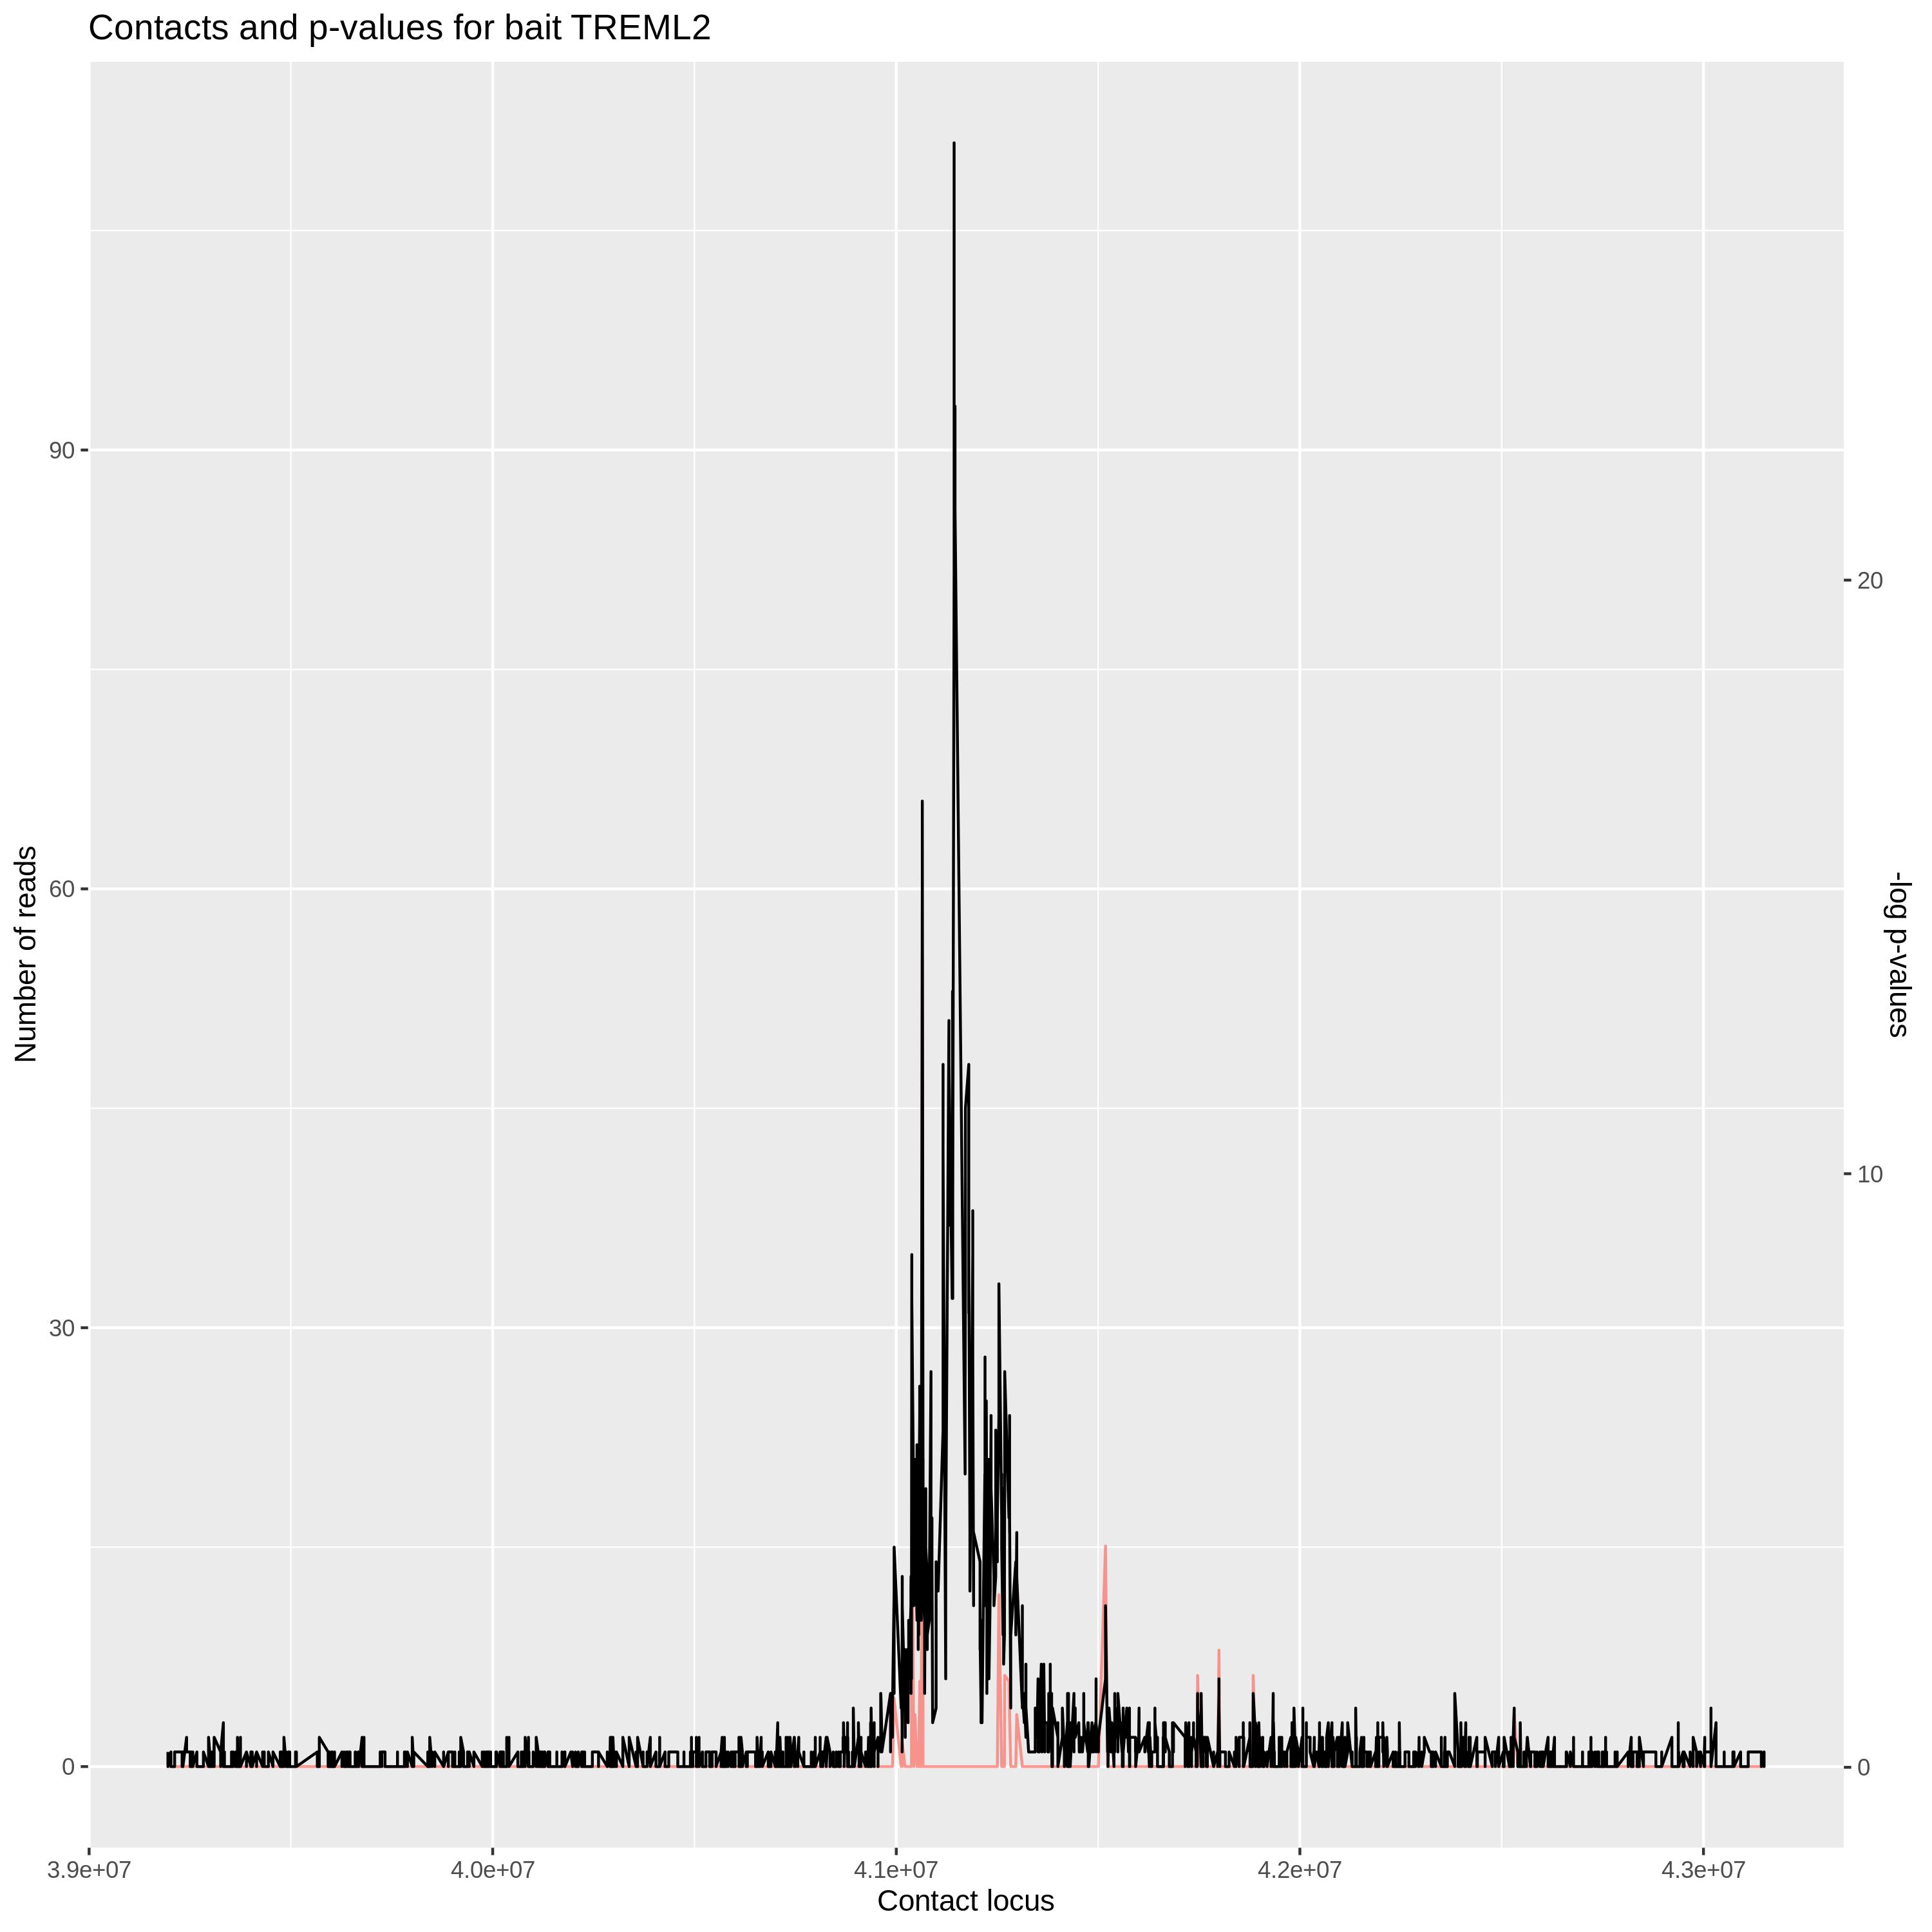 Contacts and p-values for bait TREML2
90
60
30
0
20
10
0
Number of reads
-log p-values
3.9e+07 4.0e+07 4.1e+07 4.2e+07 4.3e+07
Contact locus